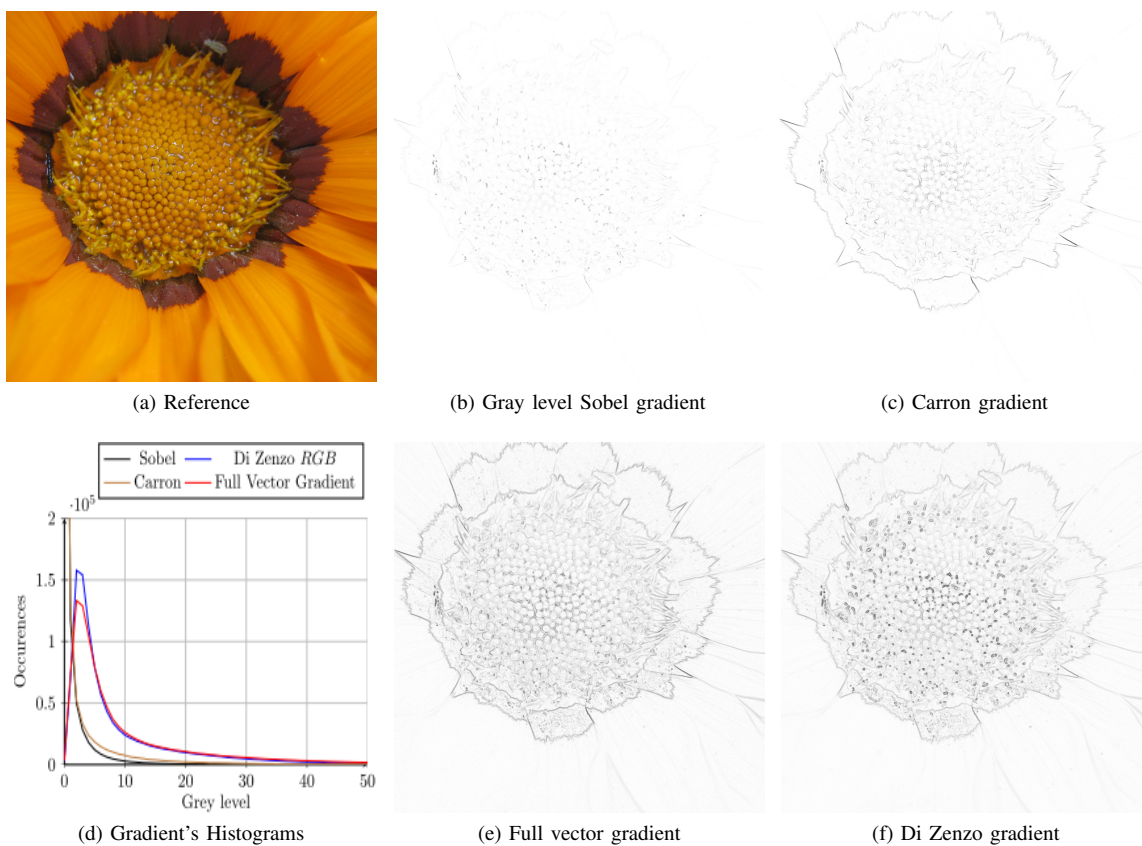 (a) Reference
(b) Gray level Sobel gradient
(c) Carron gradient
Sobel
Di Zenzo RGB
Carron
Full Vector Gradient
·10^5
2
1.5
1
0.5
0
Occurences
0 10 20 30 40 50
Grey level
(d) Gradient's Histograms
(e) Full vector gradient
(f) Di Zenzo gradient